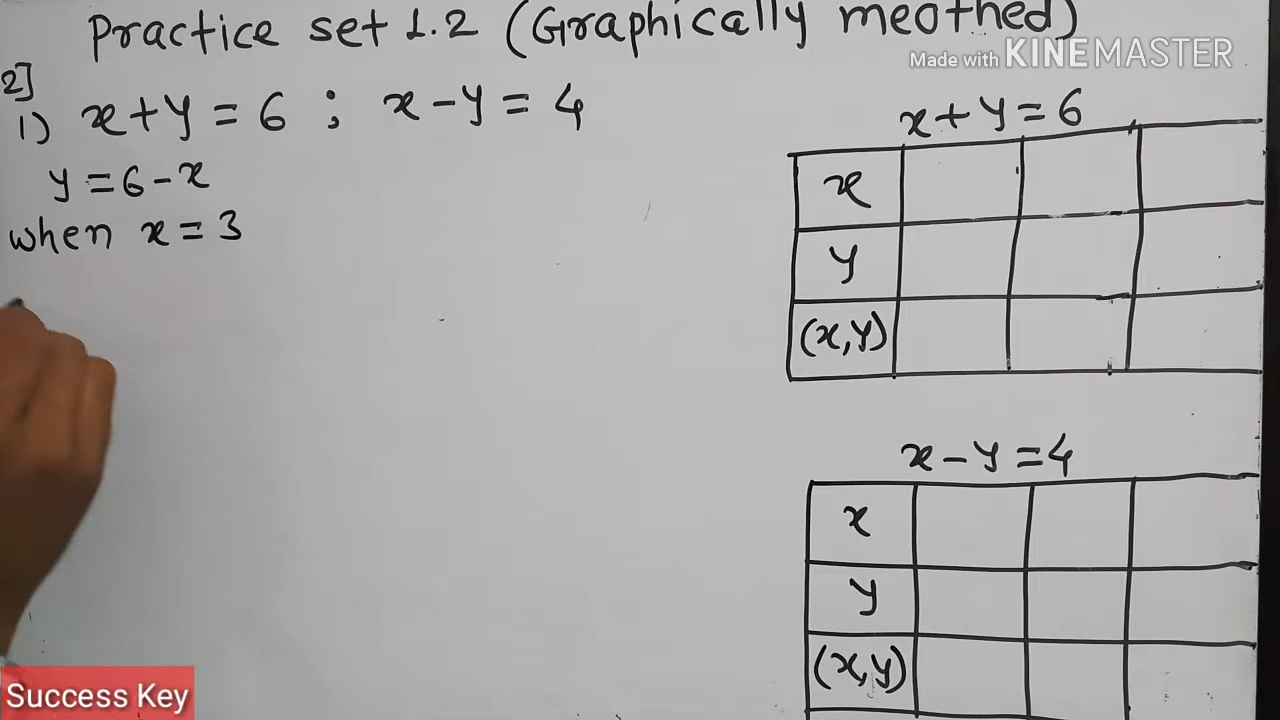 Practice set 1.2 (Graphically meothed)
Made with KINEMASTER
2]
1) x+y = 6 ; x-y = 4
y = 6-x
when x = 3
x+y=6
x
y
(x,y)
x-y=4
x
y
(x,y)
Success Key